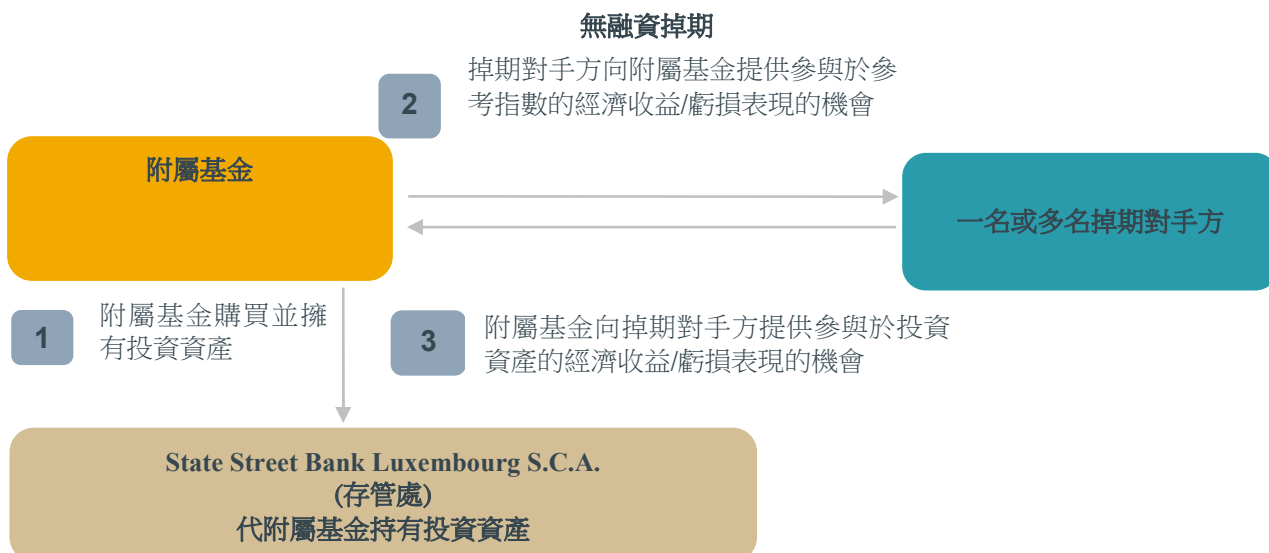 無融資掉期
2
掉期對手方向附屬基金提供參與於參
考指數的經濟收益/虧損表現的機會
附屬基金
一名或多名掉期對手方
1
附屬基金購買並擁
有投資資產
3
附屬基金向掉期對手方提供參與於投資
資產的經濟收益/虧損表現的機會
State Street Bank Luxembourg S.C.A.
(存管處)
代附屬基金持有投資資產